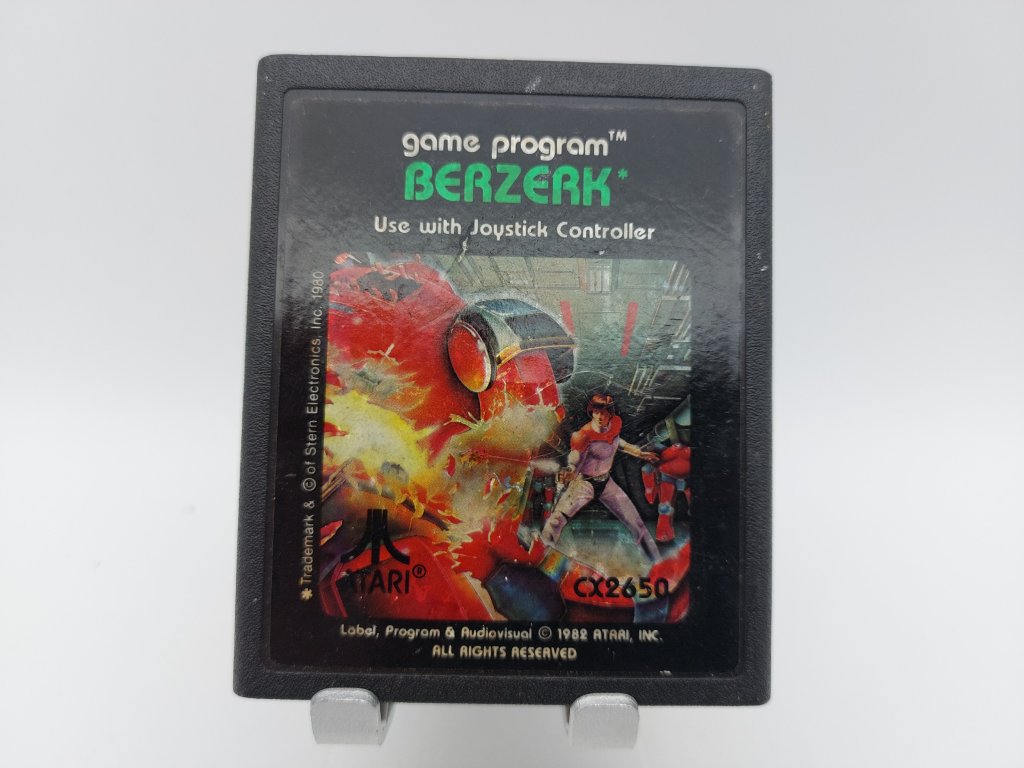 game program™
BERZERK*
Use with Joystick Controller
* Trademark & © of Stern Electronics, Inc. 1980
ATARI®
CX2650
Label, Program & Audiovisual © 1982 ATARI, INC.
ALL RIGHTS RESERVED